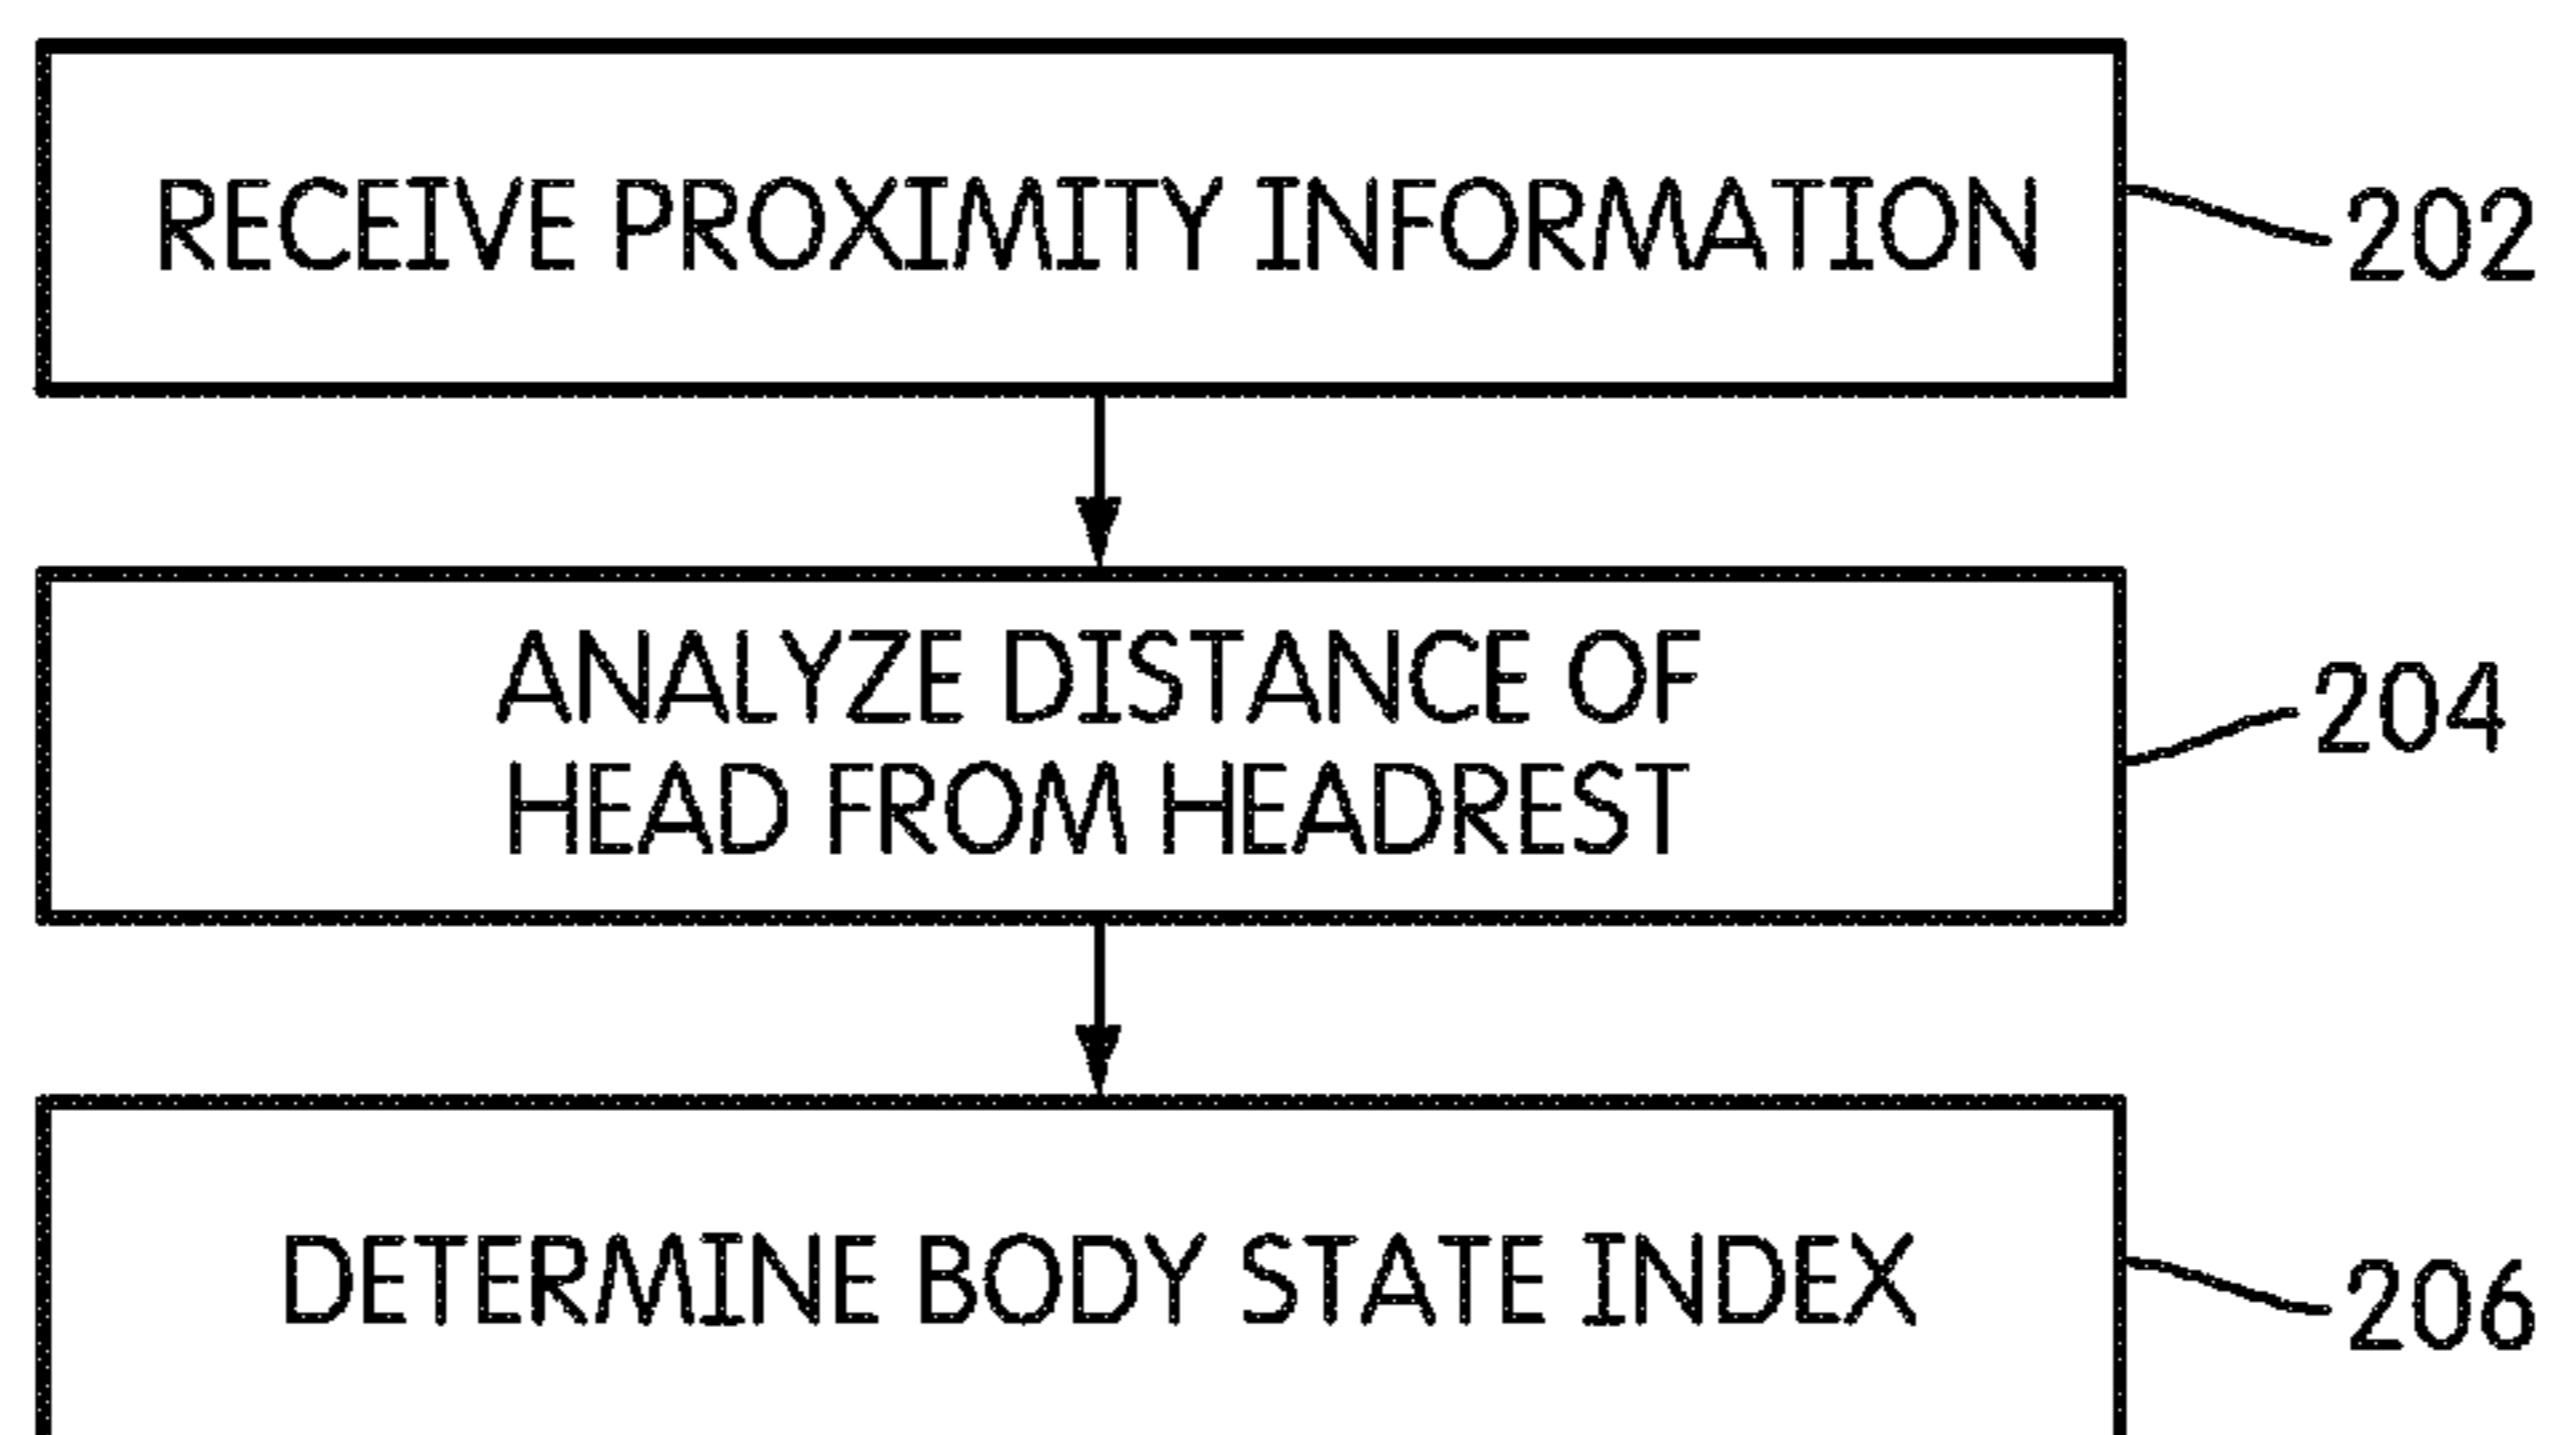 RECEIVE PROXIMITY INFORMATION
202
ANALYZE DISTANCE OF
HEAD FROM HEADREST
204
DETERMINE BODY STATE INDEX
206